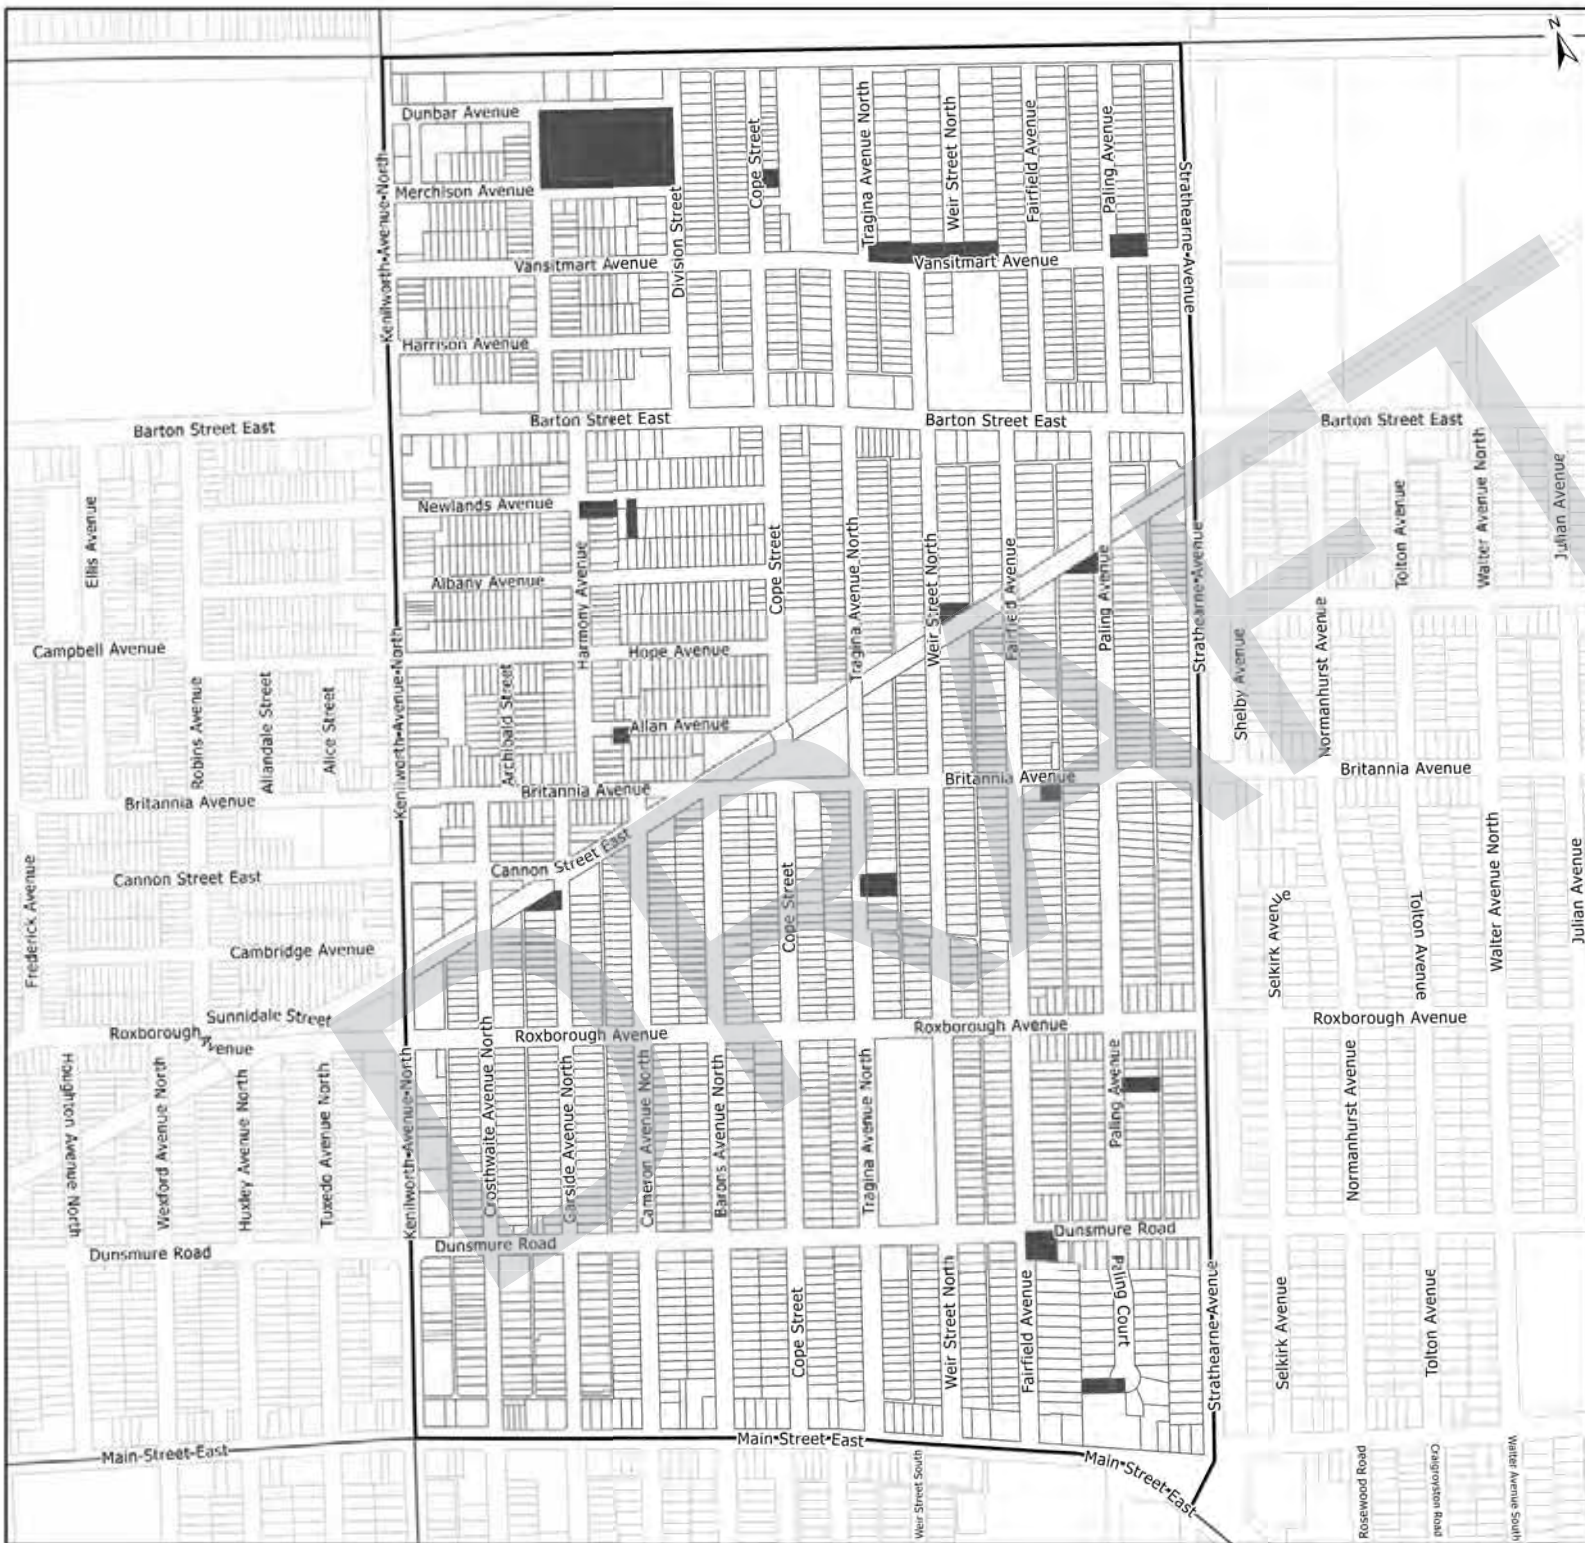 N
Dunbar Avenue
Cope Street
Tragina Avenue North
Weir Street North
Fairfield Avenue
Paling Avenue
Kenilworth Avenue North
Merchison Avenue
Division Street
Strathearne Avenue
Vansitmart Avenue
Vansitmart Avenue
Harrison Avenue
Barton Street East
Barton Street East
Barton Street East
Barton Street East
Ellis Avenue
Newlands Avenue
Cope Street
Tragina Avenue North
Weir Street North
Fairfield Avenue
Paling Avenue
Strathearne Avenue
Tolton Avenue
Walter Avenue North
Julian Avenue
Albany Avenue
Harmony Avenue
Campbell Avenue
Hope Avenue
Kenilworth Avenue North
Robins Avenue
Allandale Street
Alice Street
Archibald Street
Allan Avenue
Shelby Avenue
Normanhurst Avenue
Britannia Avenue
Britannia Avenue
Britannia Avenue
Britannia Avenue
Frederick Avenue
Cannon Street East
Cannon Street East
Cope Street
Selkirk Avenue
Tolton Avenue
Walter Avenue North
Julian Avenue
Cambridge Avenue
Sunnidale Street
Roxborough Avenue
Roxborough Avenue
Roxborough Avenue
Roxborough Avenue
Houghton Avenue North
Wexford Avenue North
Huxley Avenue North
Tuxedo Avenue North
Kenilworth Avenue North
Crosthwaite Avenue North
Garside Avenue North
Cameron Avenue North
Barons Avenue North
Tragina Avenue North
Paling Avenue
Normanhurst Avenue
Dunsmure Road
Dunsmure Road
Dunsmure Road
Cope Street
Weir Street North
Fairfield Avenue
Paling Court
Strathearne Avenue
Selkirk Avenue
Tolton Avenue
Main Street East
Main Street East
Main Street East
Weir Street South
Rosewood Road
Craigroyston Road
Walter Avenue South
DRAFT